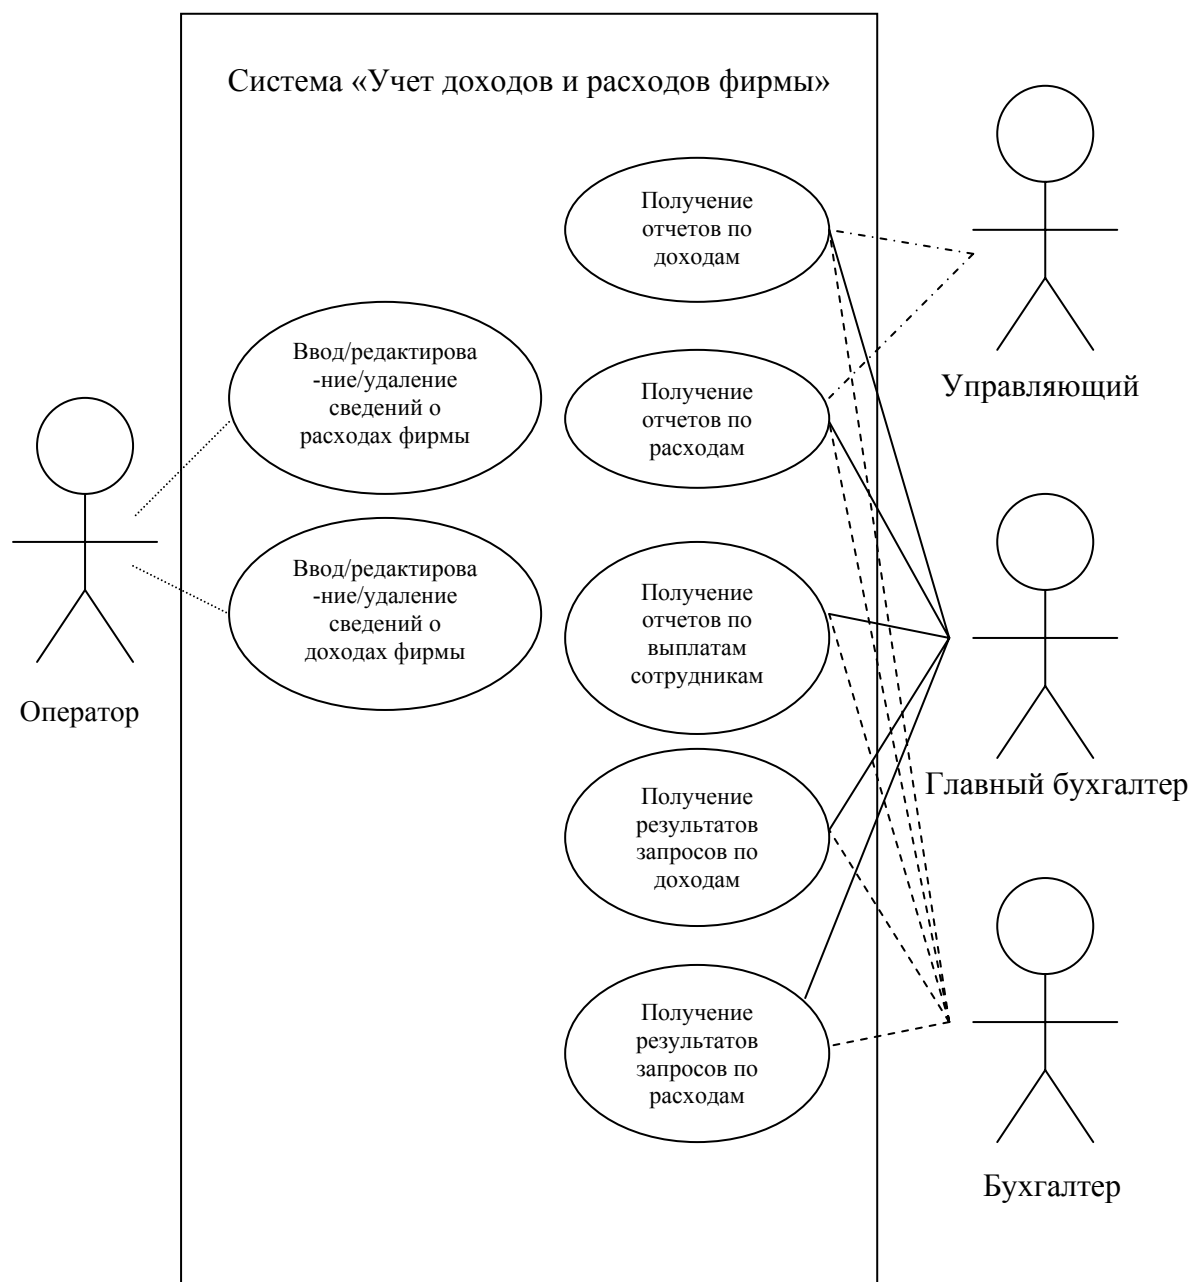 Система «Учет доходов и расходов фирмы»
Получение
отчетов по
доходам
Управляющий
Ввод/редактирова
-ние/удаление
сведений о
расходах фирмы
Получение
отчетов по
расходам
Оператор
Ввод/редактирова
-ние/удаление
сведений о
доходах фирмы
Получение
отчетов по
выплатам
сотрудникам
Главный бухгалтер
Получение
результатов
запросов по
доходам
Получение
результатов
запросов по
расходам
Бухгалтер